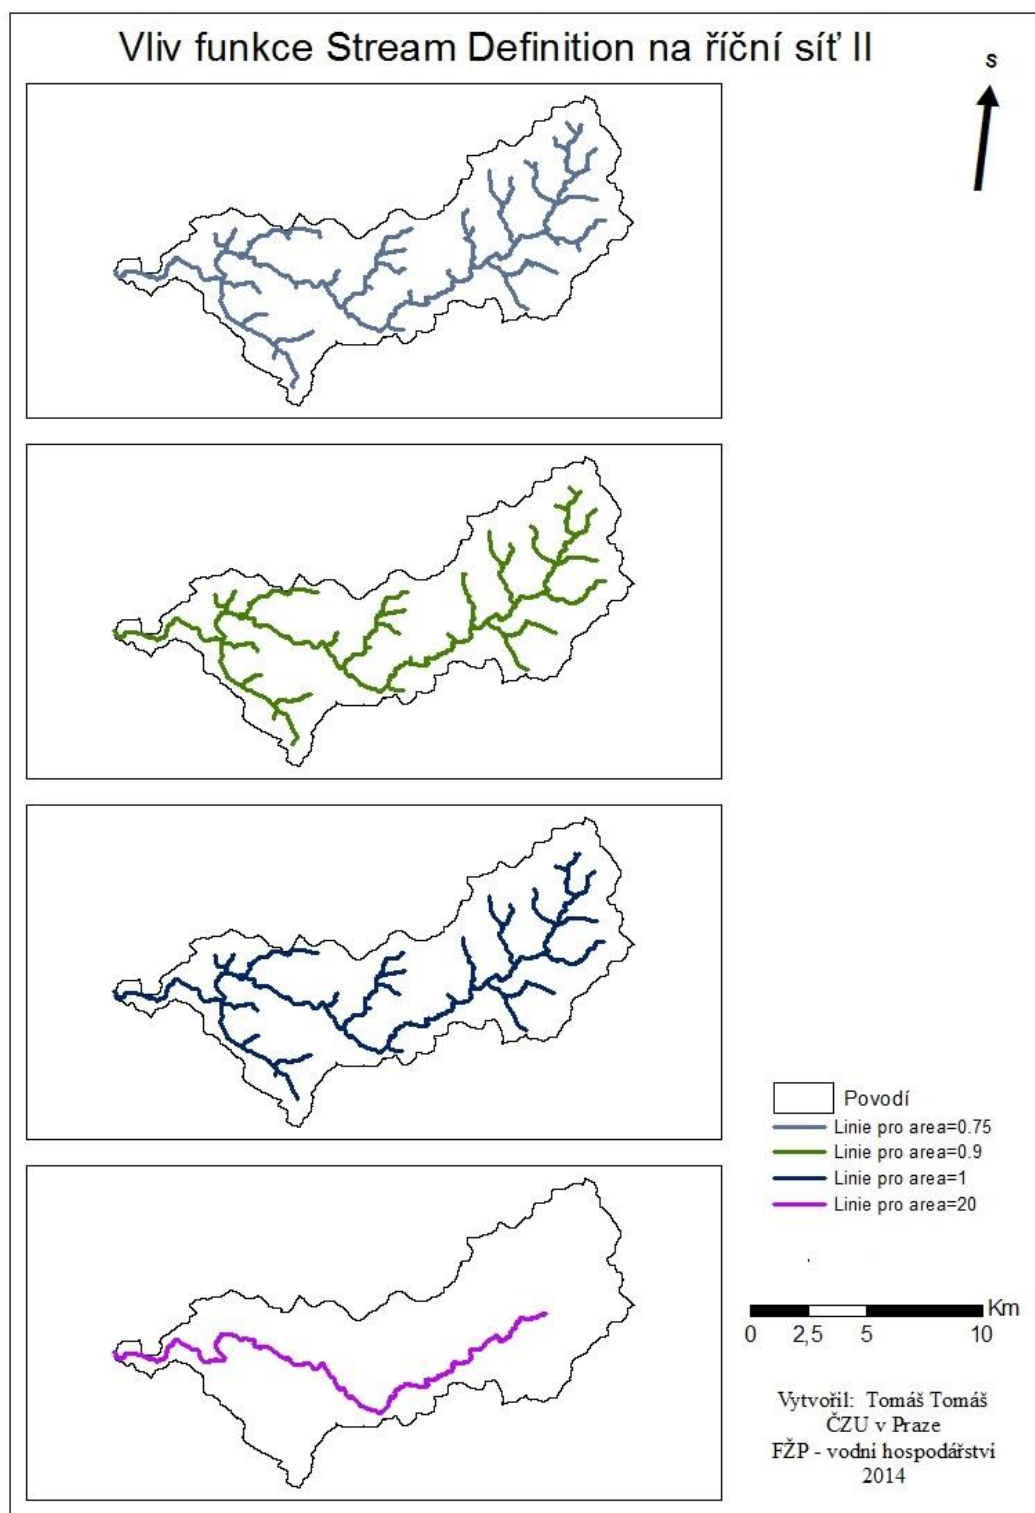 Vliv funkce Stream Definition na říční síť II
S
Povodí
Linie pro area=0.75
Linie pro area=0.9
Linie pro area=1
Linie pro area=20
Km
0 2,5 5 10
Vytvořil: Tomáš Tomáš
ČZU v Praze
FŽP - vodní hospodářství
2014